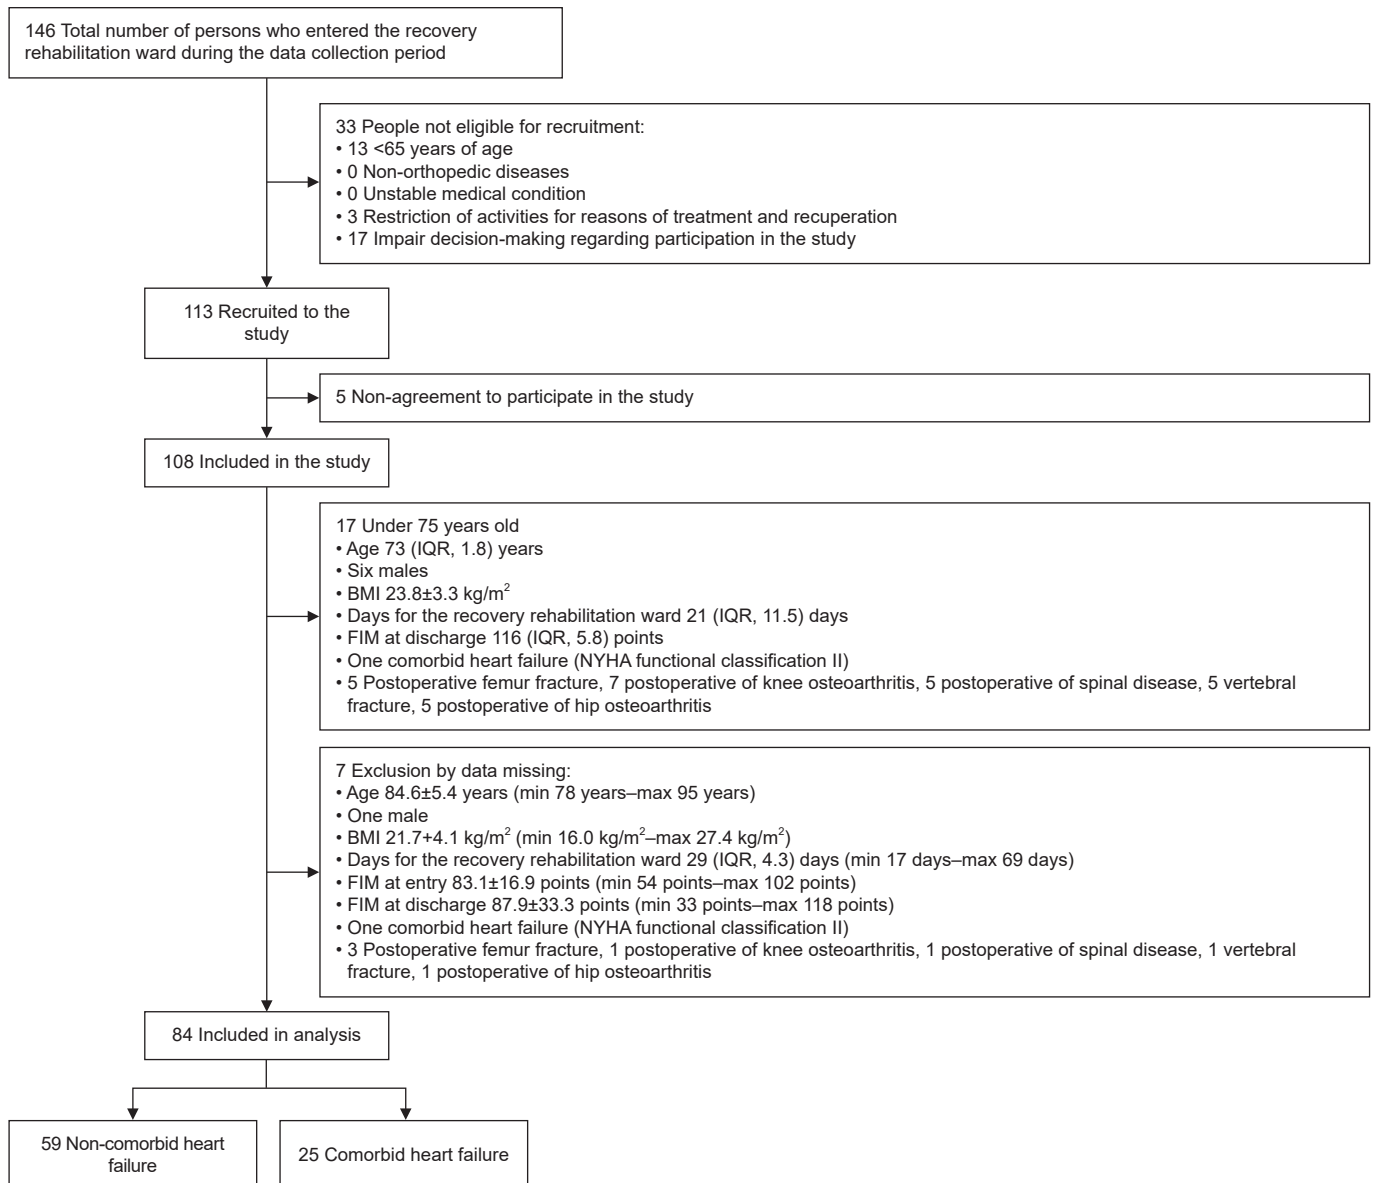 146 Total number of persons who entered the recovery
rehabilitation ward during the data collection period
33 People not eligible for recruitment:
• 13 <65 years of age
• 0 Non-orthopedic diseases
• 0 Unstable medical condition
• 3 Restriction of activities for reasons of treatment and recuperation
• 17 Impair decision-making regarding participation in the study
113 Recruited to the
study
5 Non-agreement to participate in the study
108 Included in the study
17 Under 75 years old
• Age 73 (IQR, 1.8) years
• Six males
• BMI 23.8±3.3 kg/m²
• Days for the recovery rehabilitation ward 21 (IQR, 11.5) days
• FIM at discharge 116 (IQR, 5.8) points
• One comorbid heart failure (NYHA functional classification II)
• 5 Postoperative femur fracture, 7 postoperative of knee osteoarthritis, 5 postoperative of spinal disease, 5 vertebral
fracture, 5 postoperative of hip osteoarthritis
7 Exclusion by data missing:
• Age 84.6±5.4 years (min 78 years–max 95 years)
• One male
• BMI 21.7+4.1 kg/m² (min 16.0 kg/m²–max 27.4 kg/m²)
• Days for the recovery rehabilitation ward 29 (IQR, 4.3) days (min 17 days–max 69 days)
• FIM at entry 83.1±16.9 points (min 54 points–max 102 points)
• FIM at discharge 87.9±33.3 points (min 33 points–max 118 points)
• One comorbid heart failure (NYHA functional classification II)
• 3 Postoperative femur fracture, 1 postoperative of knee osteoarthritis, 1 postoperative of spinal disease, 1 vertebral
fracture, 1 postoperative of hip osteoarthritis
84 Included in analysis
59 Non-comorbid heart
failure
25 Comorbid heart failure